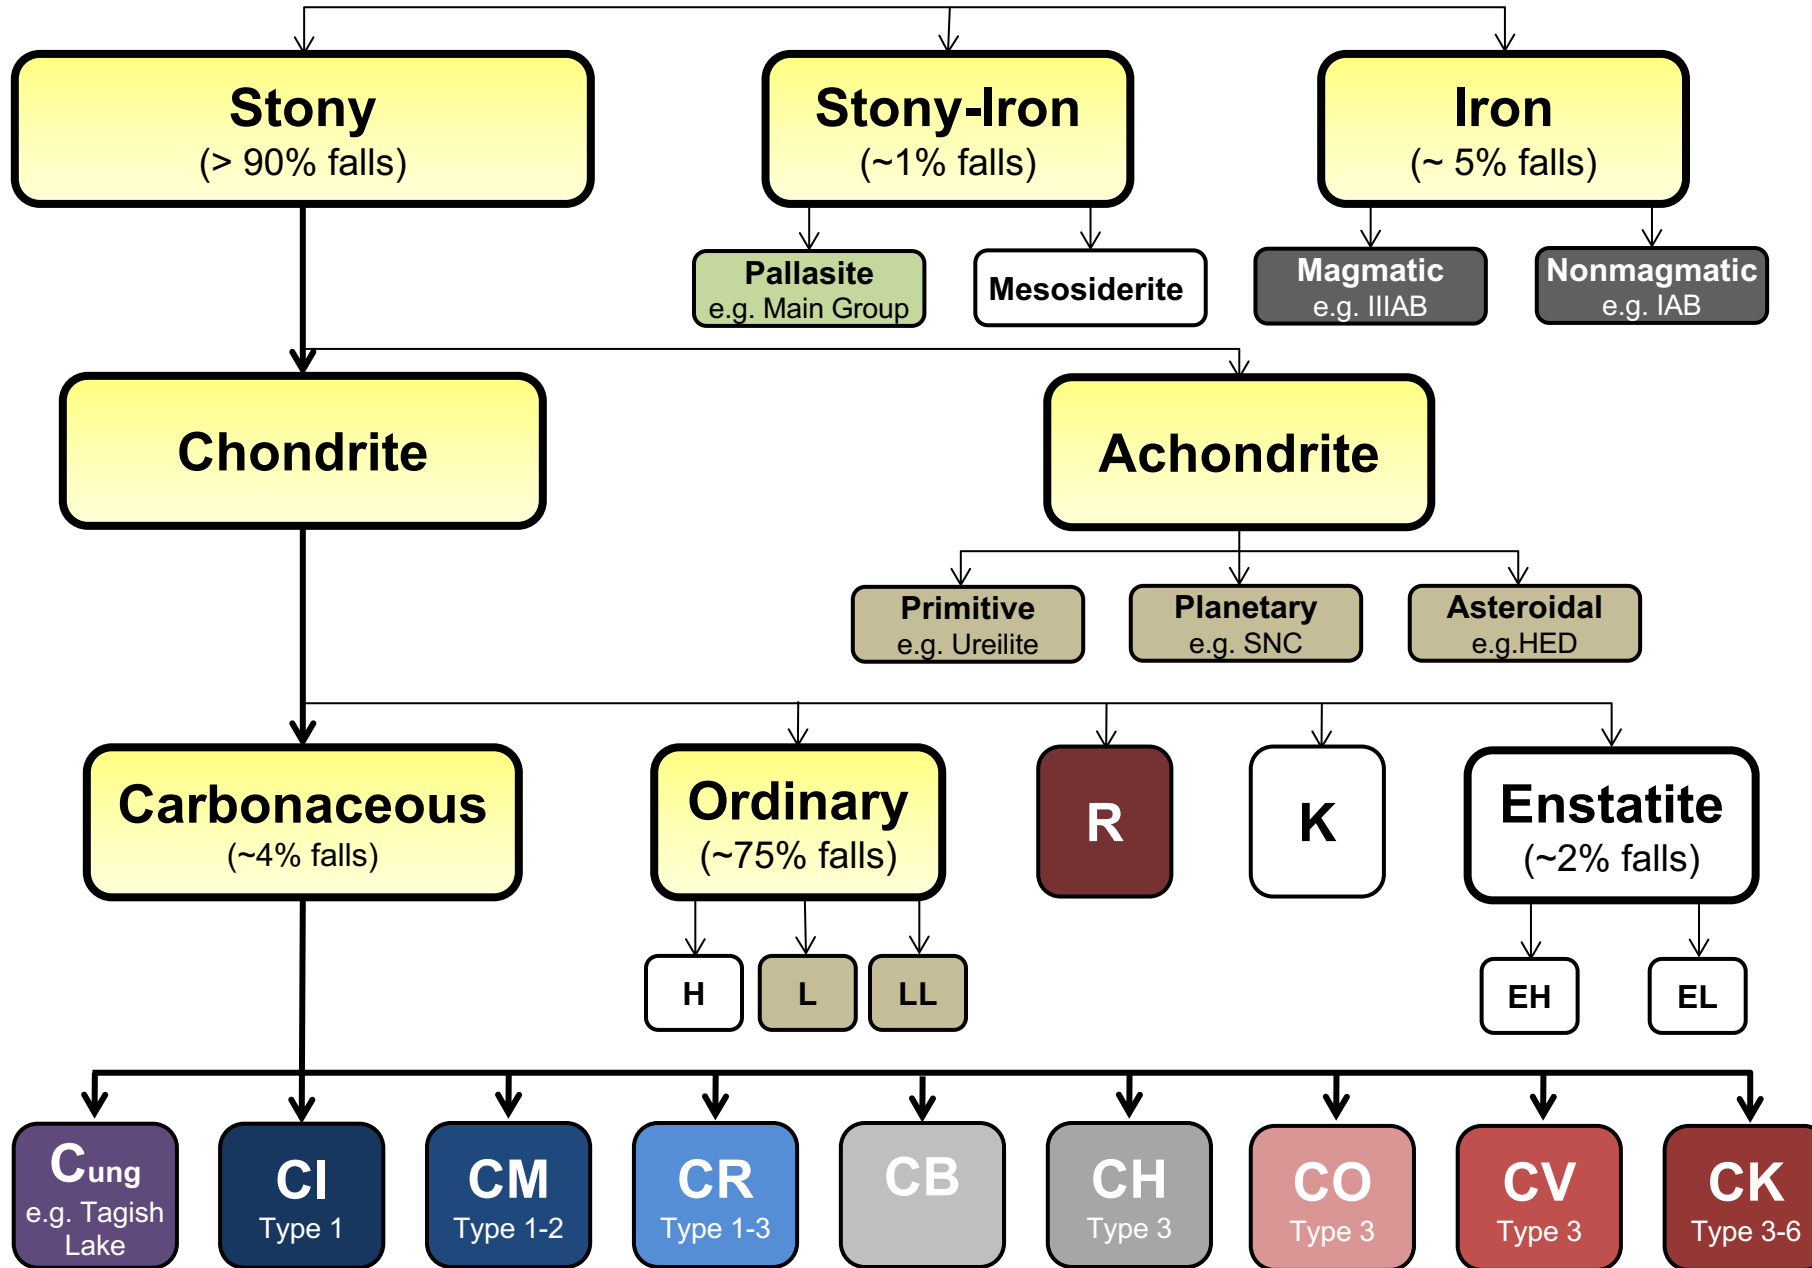 Stony
(> 90% falls)
Stony-Iron
(~1% falls)
Iron
(~ 5% falls)
Pallasite
e.g. Main Group
Mesosiderite
Magmatic
e.g. IIIAB
Nonmagmatic
e.g. IAB
Chondrite
Achondrite
Primitive
e.g. Ureilite
Planetary
e.g. SNC
Asteroidal
e.g.HED
Carbonaceous
(~4% falls)
Ordinary
(~75% falls)
R
K
Enstatite
(~2% falls)
H
L
LL
EH
EL
Cung
e.g. Tagish
Lake
CI
Type 1
CM
Type 1-2
CR
Type 1-3
CB
CH
Type 3
CO
Type 3
CV
Type 3
CK
Type 3-6